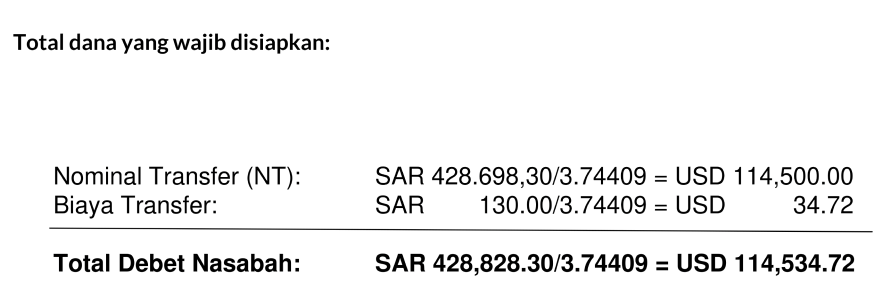 Total dana yang wajib disiapkan:
Nominal Transfer (NT): SAR 428.698,30/3.74409 = USD 114,500.00
Biaya Transfer: SAR 130.00/3.74409 = USD 34.72
Total Debet Nasabah: SAR 428,828.30/3.74409 = USD 114,534.72